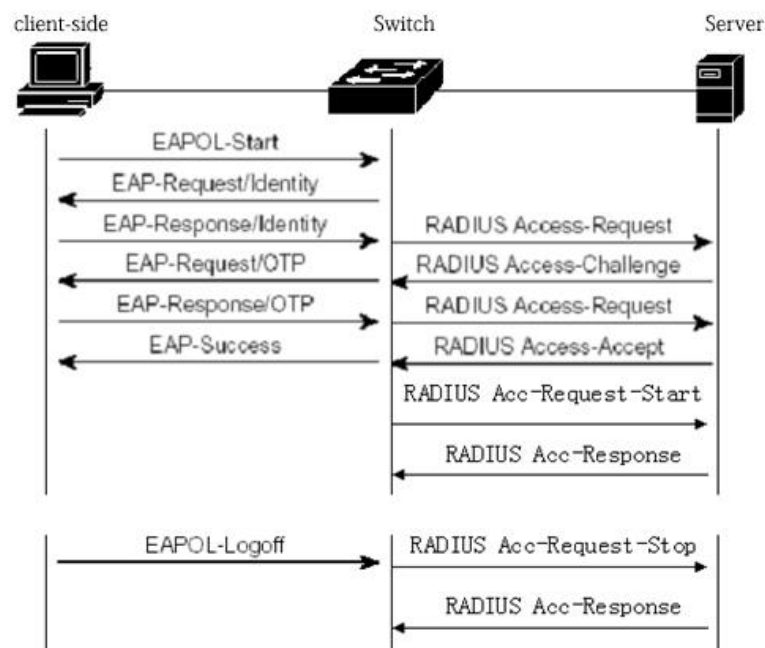 client-side
Switch
Server
EAPOL-Start
EAP-Request/Identity
EAP-Response/Identity
RADIUS Access-Request
EAP-Request/OTP
RADIUS Access-Challenge
EAP-Response/OTP
RADIUS Access-Request
EAP-Success
RADIUS Access-Accept
RADIUS Acc-Request-Start
RADIUS Acc-Response
EAPOL-Logoff
RADIUS Acc-Request-Stop
RADIUS Acc-Response